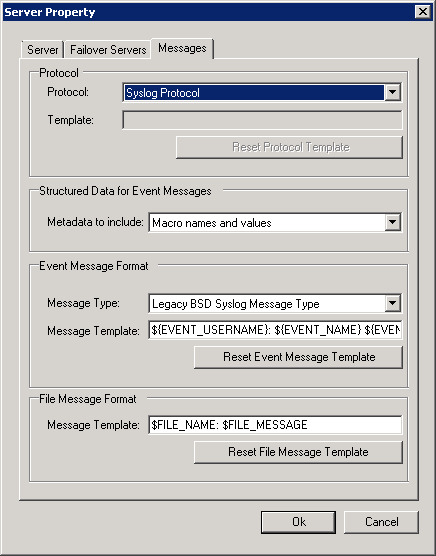 Server Property
Server Failover Servers Messages
Protocol
Protocol: Syslog Protocol
Template:
Reset Protocol Template
Structured Data for Event Messages
Metadata to include: Macro names and values
Event Message Format
Message Type: Legacy BSD Syslog Message Type
Message Template: ${EVENT_USERNAME}: ${EVENT_NAME} ${EVEN
Reset Event Message Template
File Message Format
Message Template: $FILE_NAME: $FILE_MESSAGE
Reset File Message Template
Ok Cancel